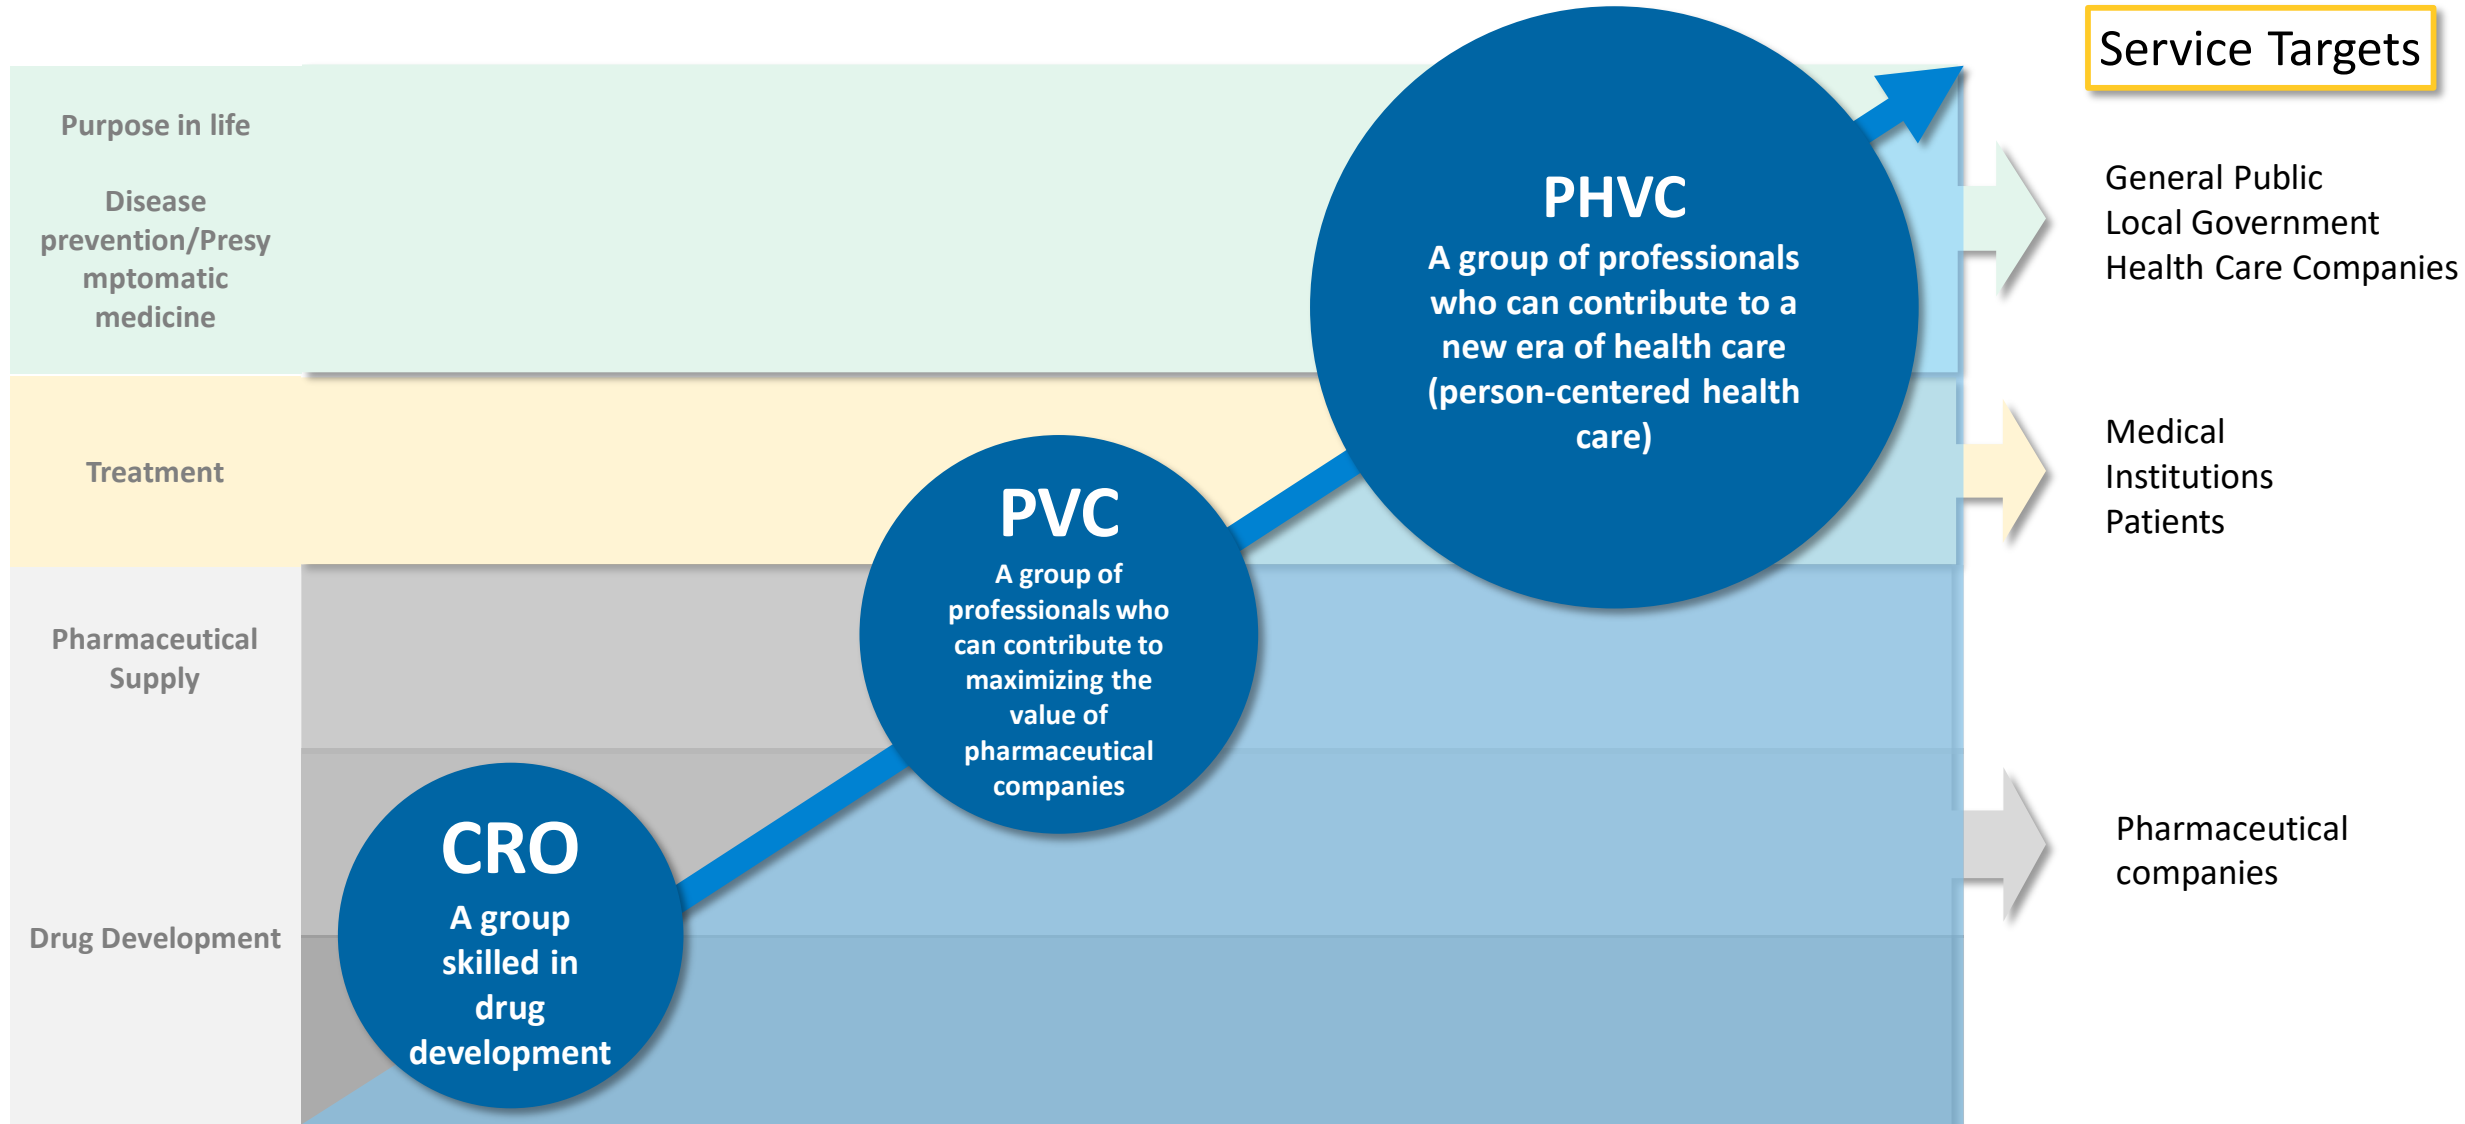 Service Targets
Purpose in life
Disease
prevention/Presy
mptomatic
medicine
Treatment
Pharmaceutical
Supply
Drug Development
CRO
A group
skilled in
drug
development
PVC
A group of
professionals who
can contribute to
maximizing the
value of
pharmaceutical
companies
PHVC
A group of professionals
who can contribute to a
new era of health care
(person-centered health
care)
General Public
Local Government
Health Care Companies
Medical
Institutions
Patients
Pharmaceutical
companies